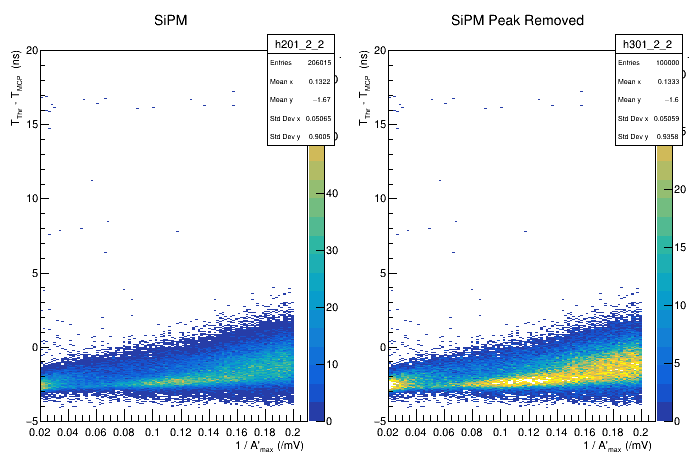 SiPM
h201_2_2
Entries 206015
Mean x 0.1322
Mean y -1.67
Std Dev x 0.05065
Std Dev y 0.9005
T_Thr - T_MCP (ns)
20
15
10
5
0
−5
0.02 0.04 0.06 0.08 0.1 0.12 0.14 0.16 0.18 0.2
1 / A'_max (/mV)
40
30
20
10
0
SiPM Peak Removed
h301_2_2
Entries 100000
Mean x 0.1333
Mean y -1.6
Std Dev x 0.05059
Std Dev y 0.9358
T_Thr - T_MCP (ns)
20
15
10
5
0
−5
0.02 0.04 0.06 0.08 0.1 0.12 0.14 0.16 0.18 0.2
1 / A'_max (/mV)
20
15
10
5
0